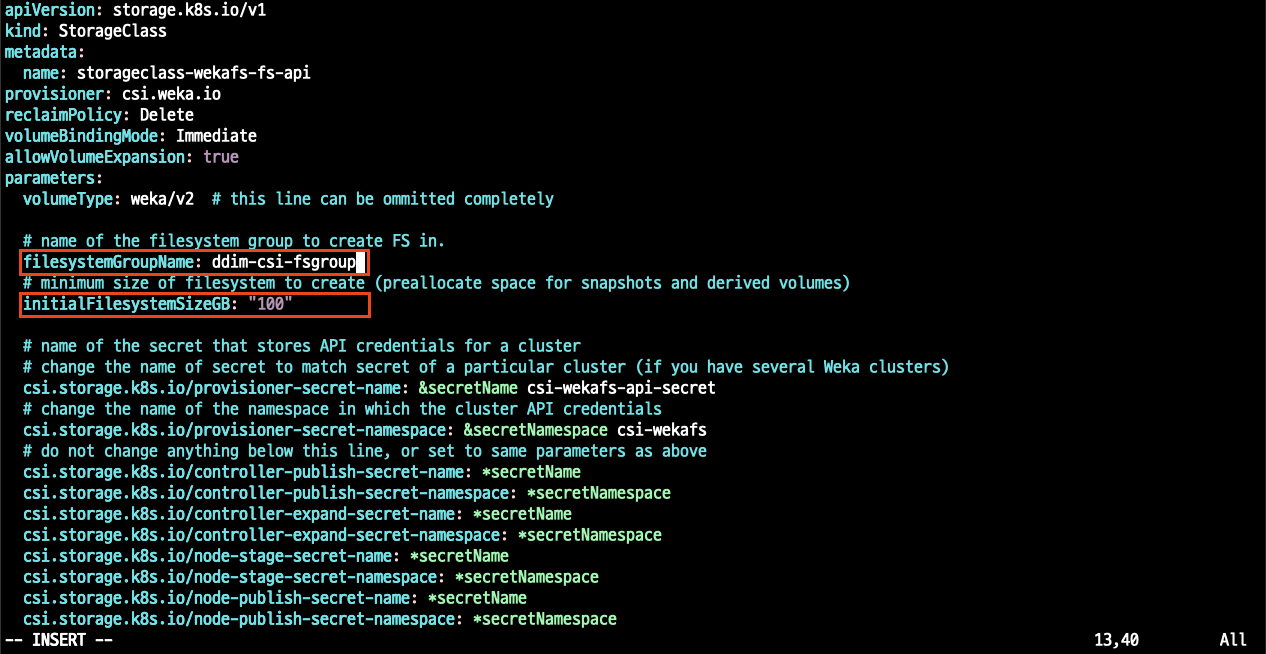 apiVersion: storage.k8s.io/v1
kind: StorageClass
metadata:
  name: storageclass-wekafs-fs-api
provisioner: csi.weka.io
reclaimPolicy: Delete
volumeBindingMode: Immediate
allowVolumeExpansion: true
parameters:
  volumeType: weka/v2  # this line can be ommitted completely

  # name of the filesystem group to create FS in.
  filesystemGroupName: ddim-csi-fsgroup
  # minimum size of filesystem to create (preallocate space for snapshots and derived volumes)
  initialFilesystemSizeGB: "100"

  # name of the secret that stores API credentials for a cluster
  # change the name of secret to match secret of a particular cluster (if you have several Weka clusters)
  csi.storage.k8s.io/provisioner-secret-name: &secretName csi-wekafs-api-secret
  # change the name of the namespace in which the cluster API credentials
  csi.storage.k8s.io/provisioner-secret-namespace: &secretNamespace csi-wekafs
  # do not change anything below this line, or set to same parameters as above
  csi.storage.k8s.io/controller-publish-secret-name: *secretName
  csi.storage.k8s.io/controller-publish-secret-namespace: *secretNamespace
  csi.storage.k8s.io/controller-expand-secret-name: *secretName
  csi.storage.k8s.io/controller-expand-secret-namespace: *secretNamespace
  csi.storage.k8s.io/node-stage-secret-name: *secretName
  csi.storage.k8s.io/node-stage-secret-namespace: *secretNamespace
  csi.storage.k8s.io/node-publish-secret-name: *secretName
  csi.storage.k8s.io/node-publish-secret-namespace: *secretNamespace
-- INSERT -- 13,40 All